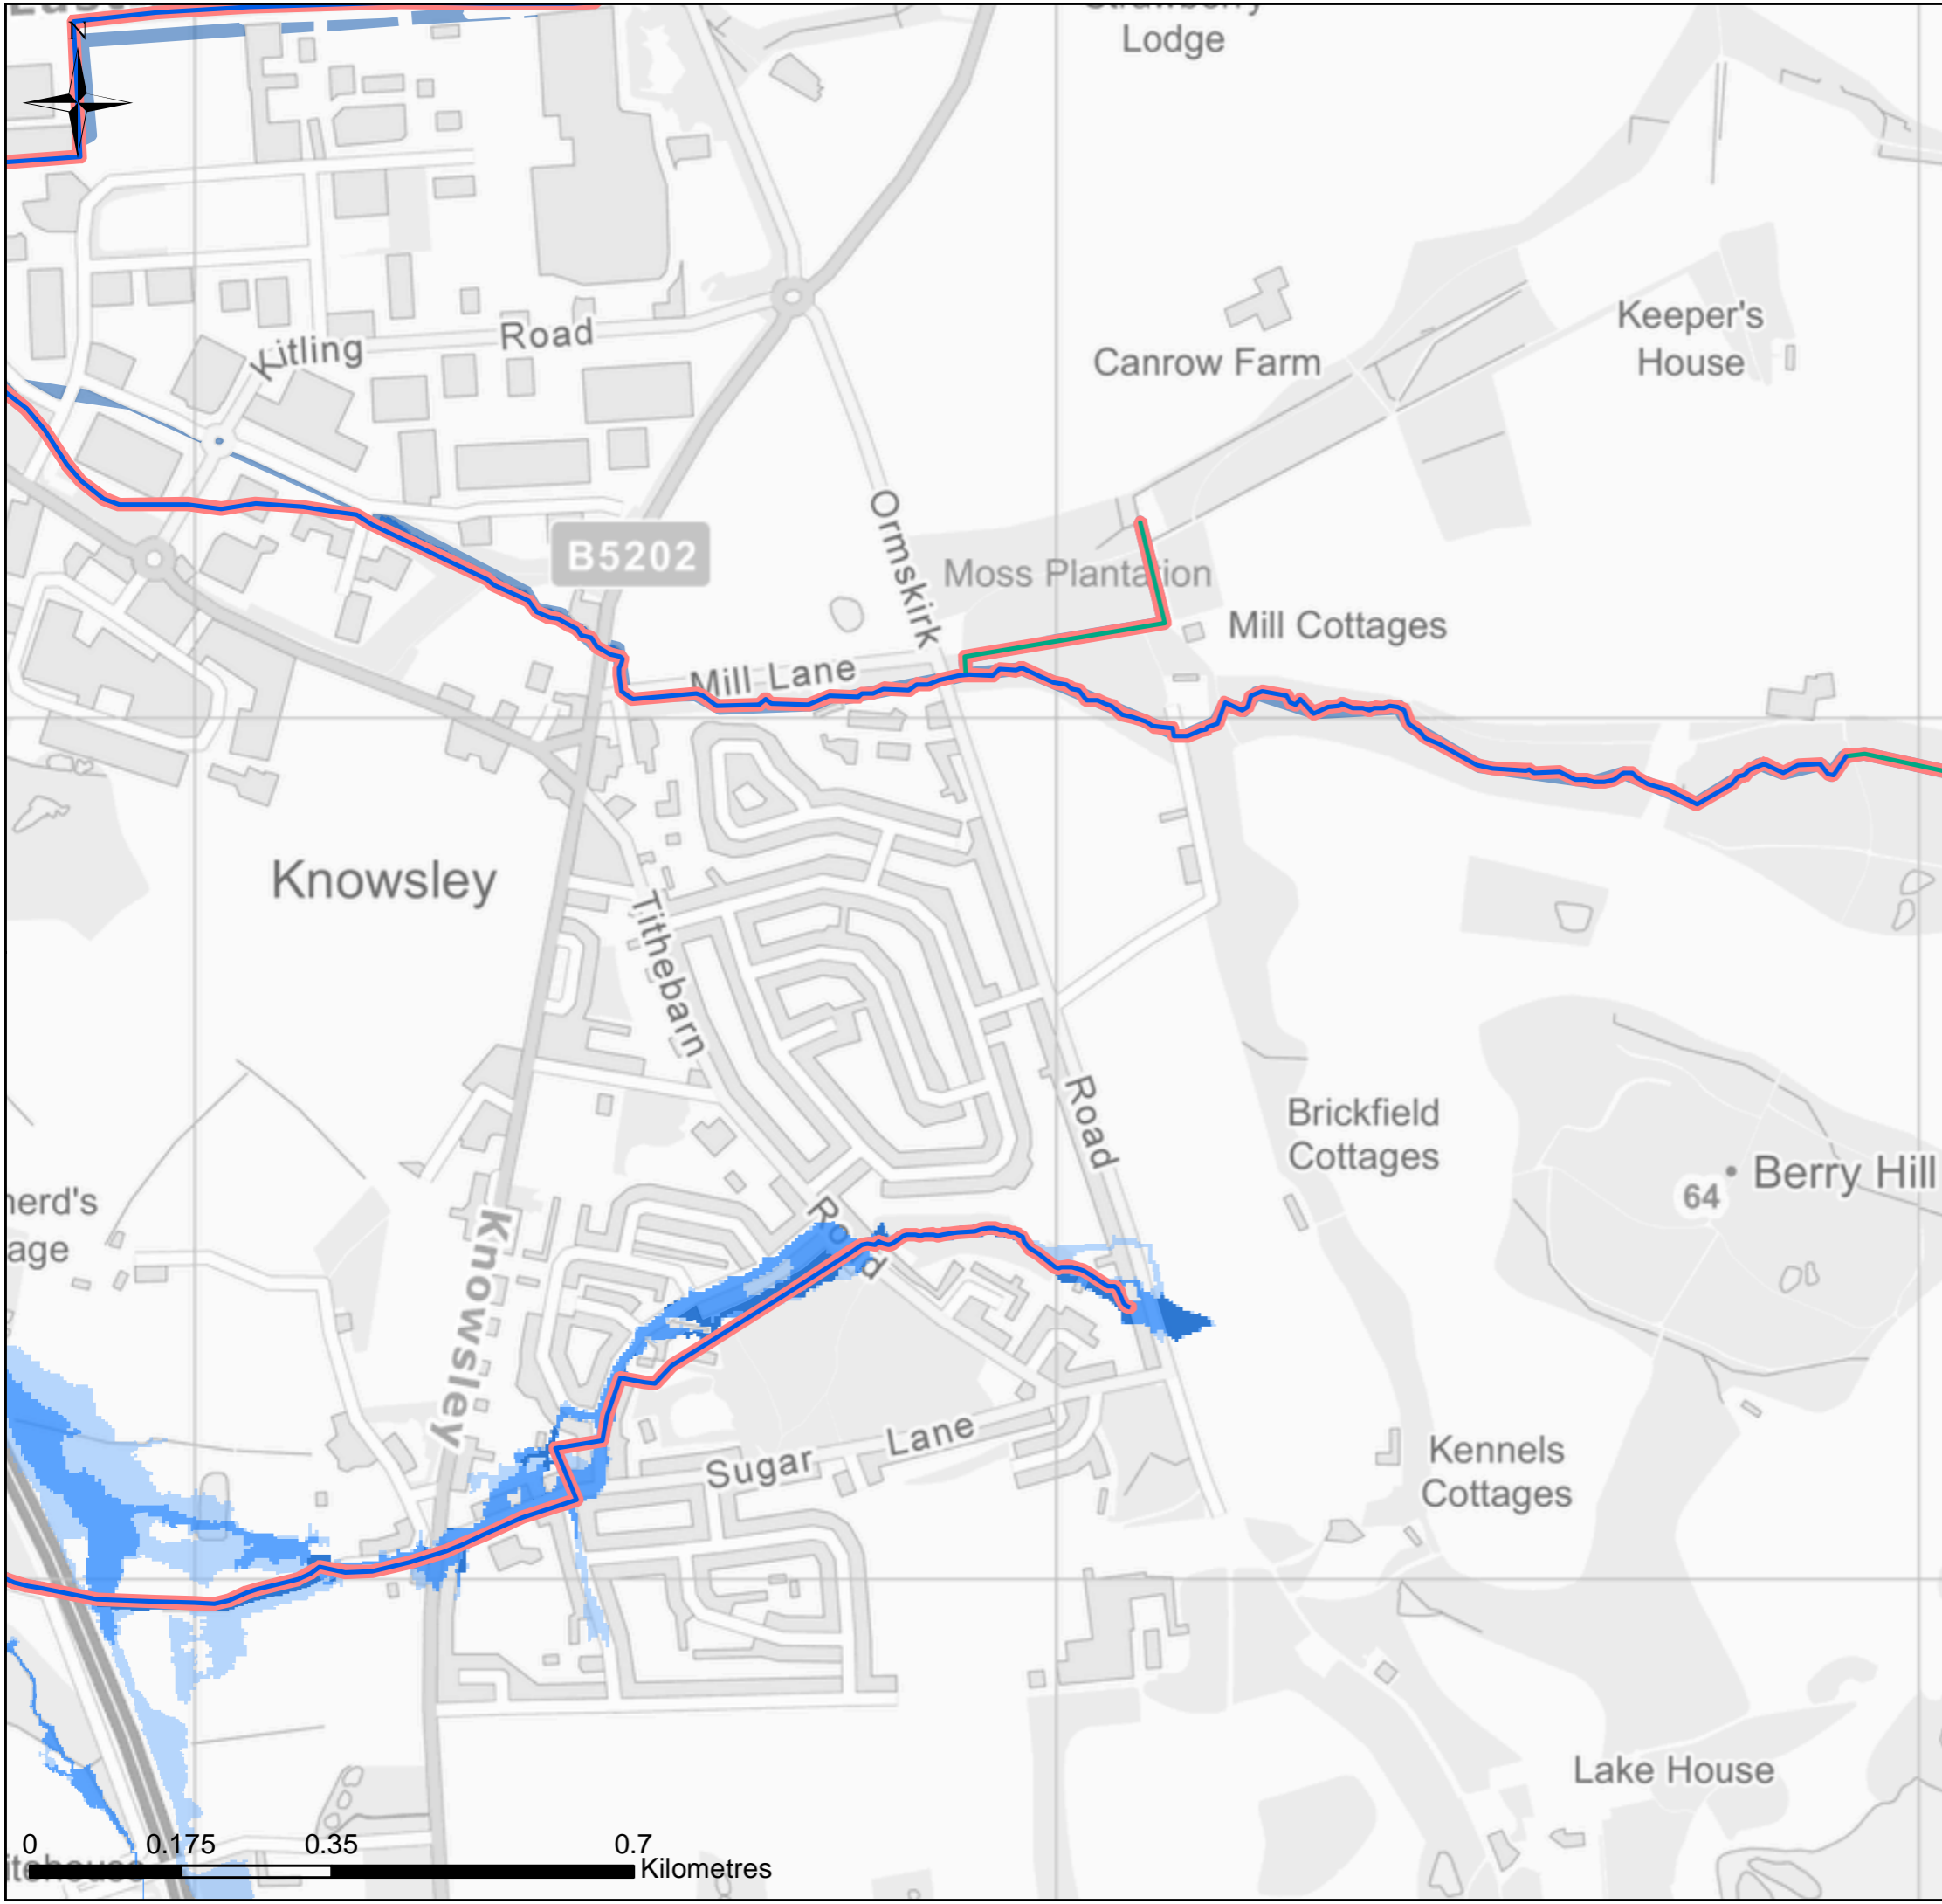 East
Lodge
N
Keeper's
House
Kitling Road
Canrow Farm
B5202
Ormskirk
Moss Plantation
Mill Cottages
Mill Lane
Knowsley
Tithebarn
Road
Brickfield
Cottages
64
Berry Hill
Road
Knowsley
Sugar Lane
Kennels
Cottages
Lake House
0 0.175 0.35 0.7
Kilometres